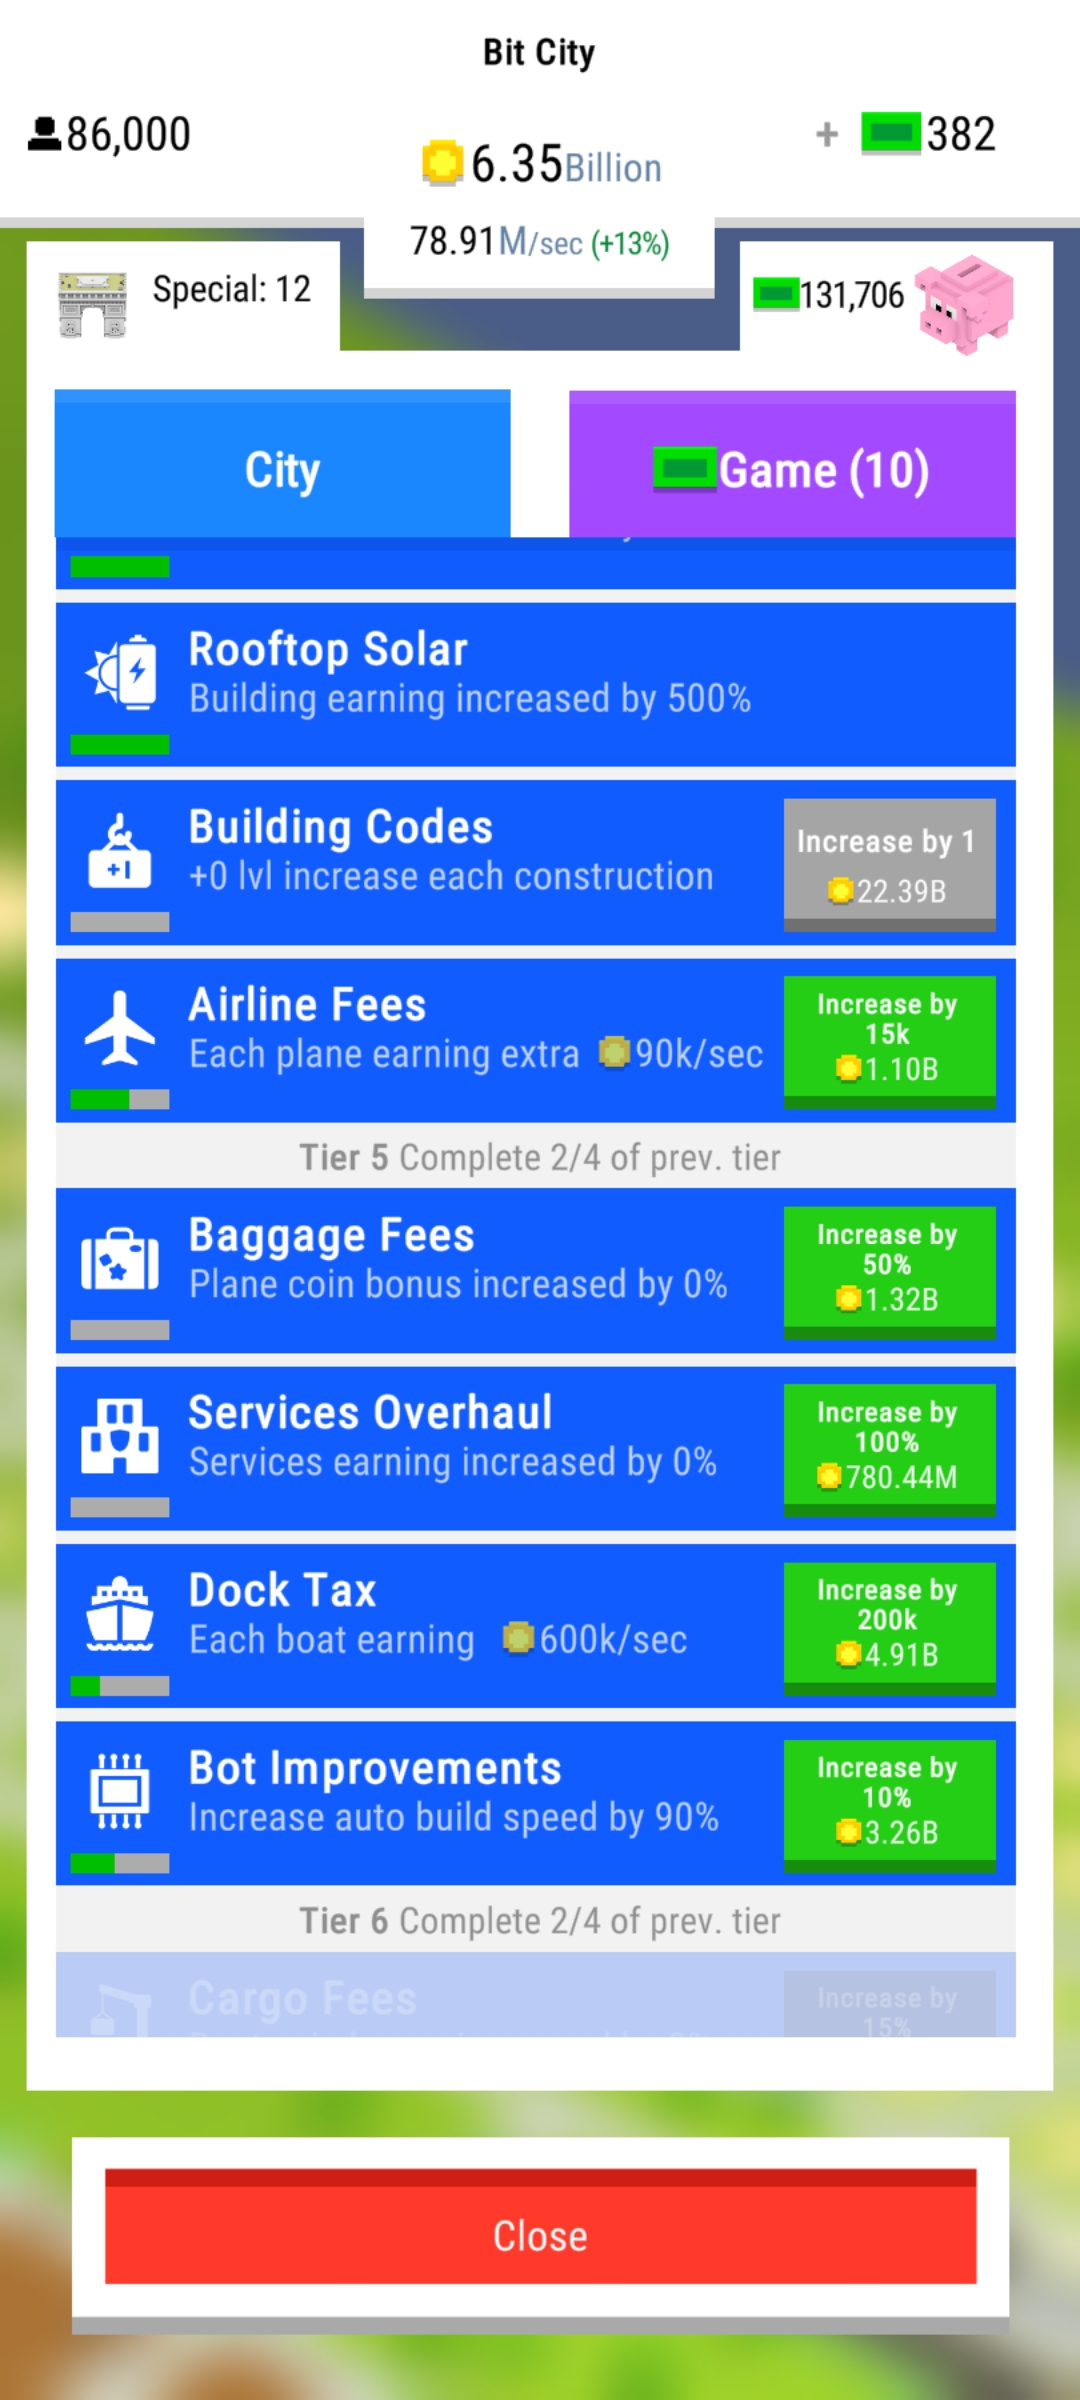 Bit City
86,000
6.35Billion
+ 382
78.91M/sec (+13%)
Special: 12
131,706
City
Game (10)
Rooftop Solar
Building earning increased by 500%
Building Codes
+0 lvl increase each construction
Increase by 1
22.39B
+1
Airline Fees
Each plane earning extra 90k/sec
Increase by
15k
1.10B
Tier 5 Complete 2/4 of prev. tier
Baggage Fees
Plane coin bonus increased by 0%
Increase by
50%
1.32B
Services Overhaul
Services earning increased by 0%
Increase by
100%
780.44M
Dock Tax
Each boat earning 600k/sec
Increase by
200k
4.91B
Bot Improvements
Increase auto build speed by 90%
Increase by
10%
3.26B
Tier 6 Complete 2/4 of prev. tier
Cargo Fees
Increase by
15%
Close